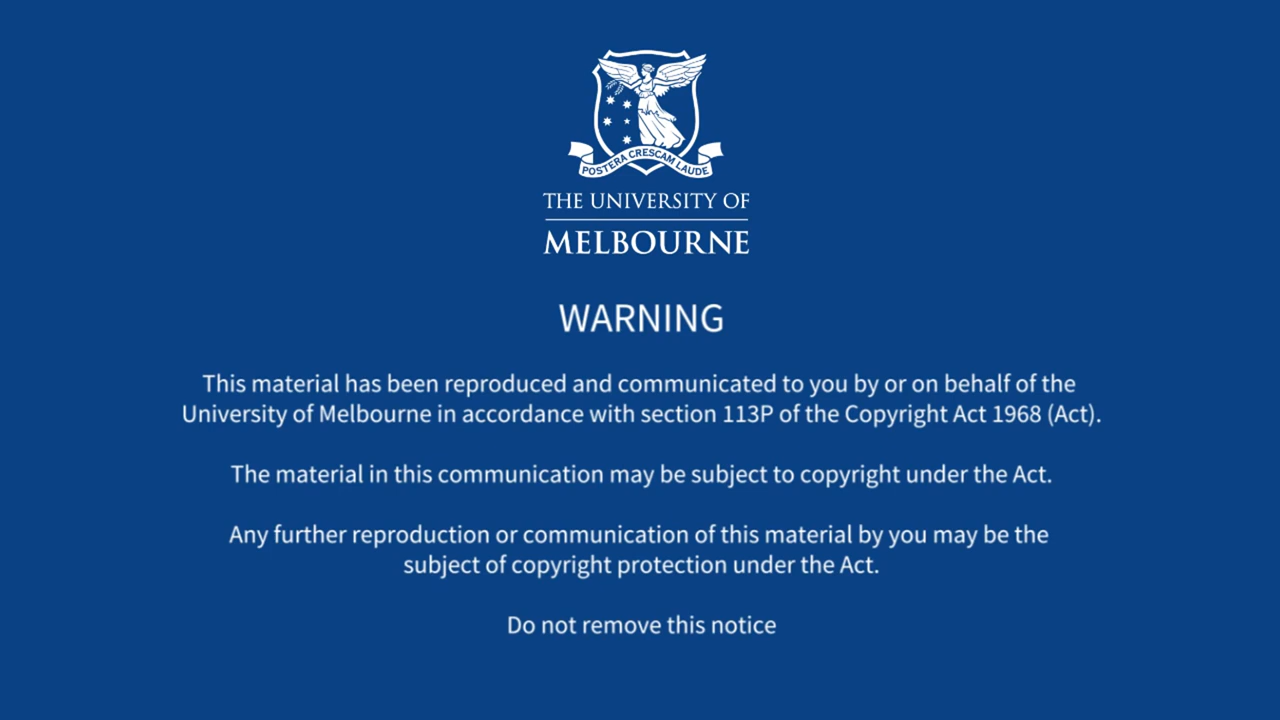 POSTERA CRESCAM LAUDE
THE UNIVERSITY OF
MELBOURNE
WARNING
This material has been reproduced and communicated to you by or on behalf of the
University of Melbourne in accordance with section 113P of the Copyright Act 1968 (Act).
The material in this communication may be subject to copyright under the Act.
Any further reproduction or communication of this material by you may be the
subject of copyright protection under the Act.
Do not remove this notice